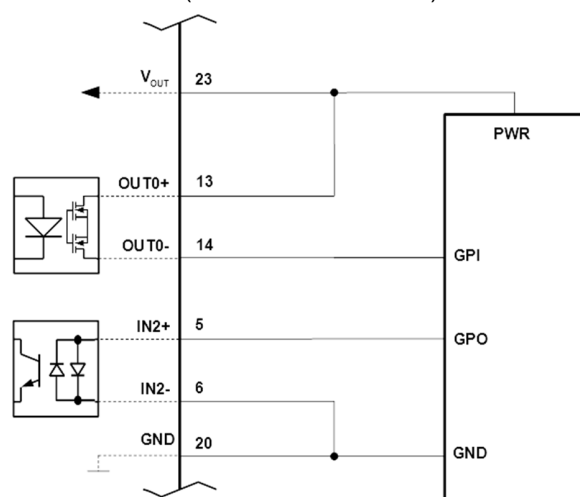 V_OUT 23
PWR
OUT0+ 13
OUT0- 14 GPI
IN2+ 5 GPO
IN2- 6
GND 20 GND